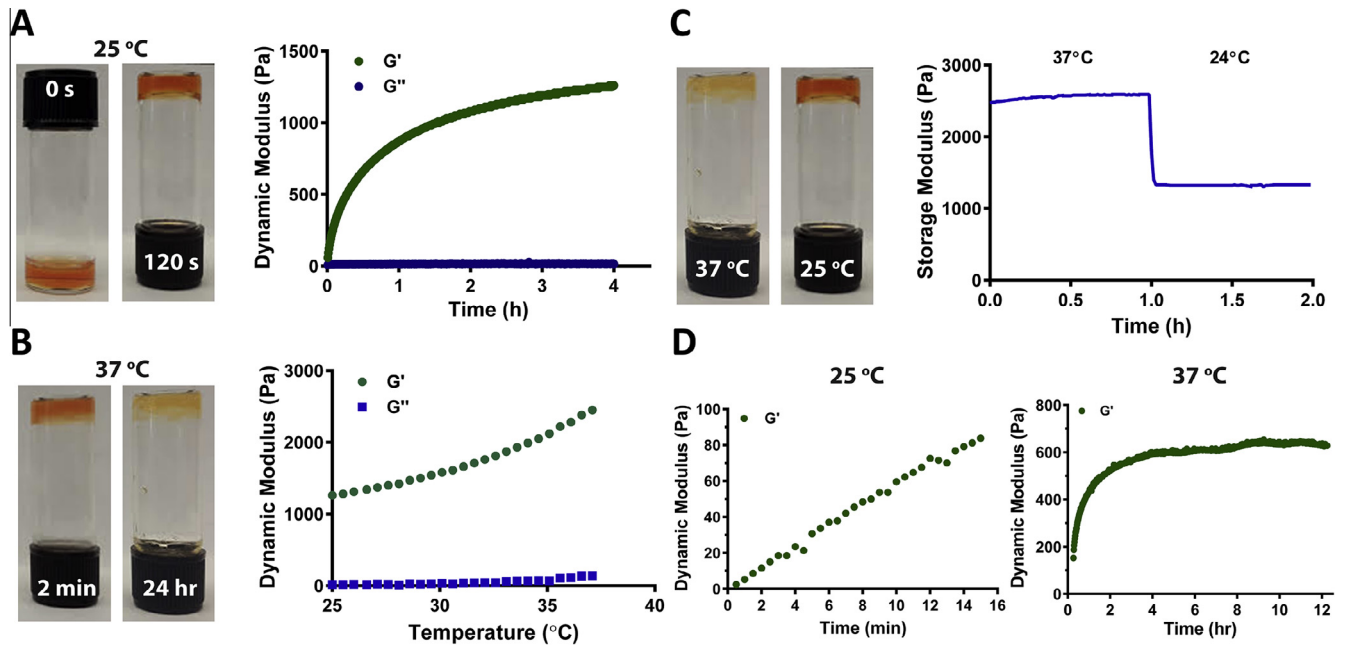 A
25 °C
0 s
120 s
1500
1000
500
0
Dynamic Modulus (Pa)
G'
G''
0 1 2 3 4
Time (h)
C
37 °C
25 °C
37°C 24°C
3000
2000
1000
0
Storage Modulus (Pa)
0.0 0.5 1.0 1.5 2.0
Time (h)
B
37 °C
2 min
24 hr
3000
2000
1000
0
Dynamic Modulus (Pa)
G'
G''
25 30 35 40
Temperature (°C)
D
25 °C
100
80
60
40
20
0
Dynamic Modulus (Pa)
G'
0 2 4 6 8 10 12 14 16
Time (min)
37 °C
800
600
400
200
0
Dynamic Modulus (Pa)
G'
0 2 4 6 8 10 12
Time (hr)